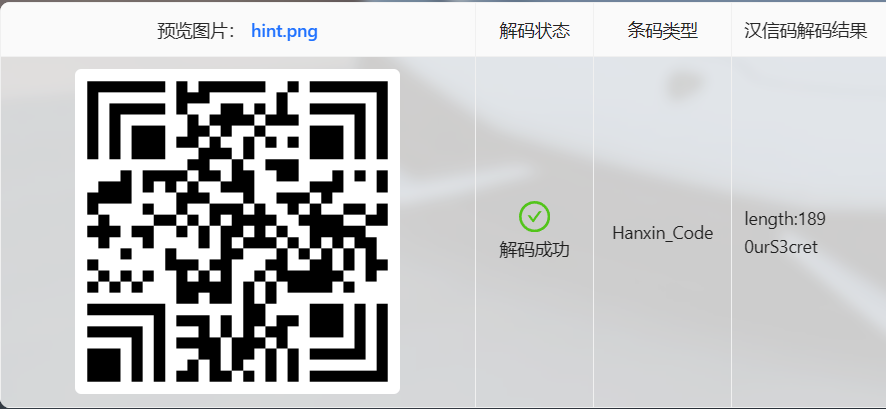 预览图片： hint.png
解码状态
条码类型
汉信码解码结果
解码成功
Hanxin_Code
length:189
0urS3cret